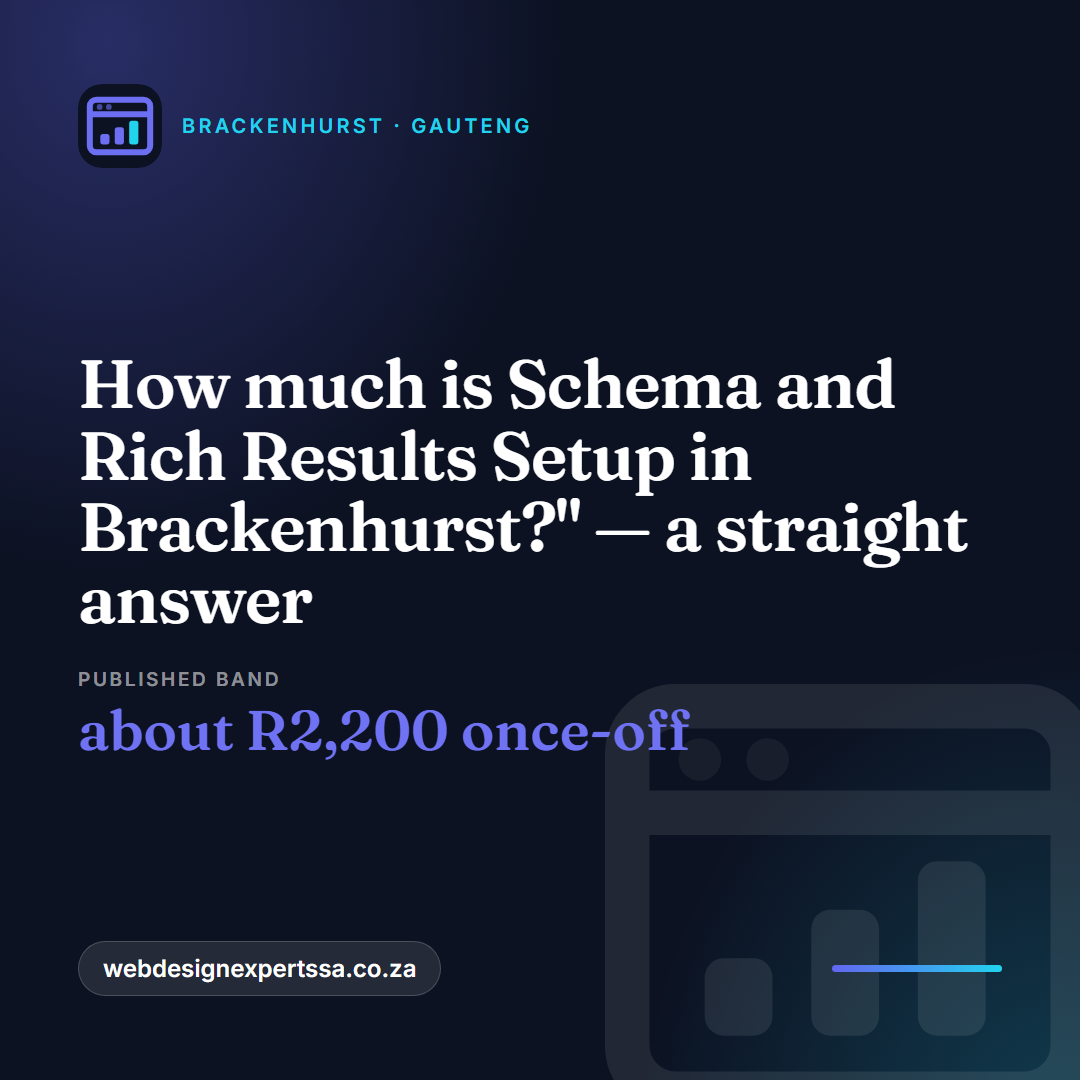 BRACKENHURST · GAUTENG
How much is Schema and
Rich Results Setup in
Brackenhurst?" — a straight
answer
PUBLISHED BAND
about R2,200 once-off
webdesignexpertssa.co.za